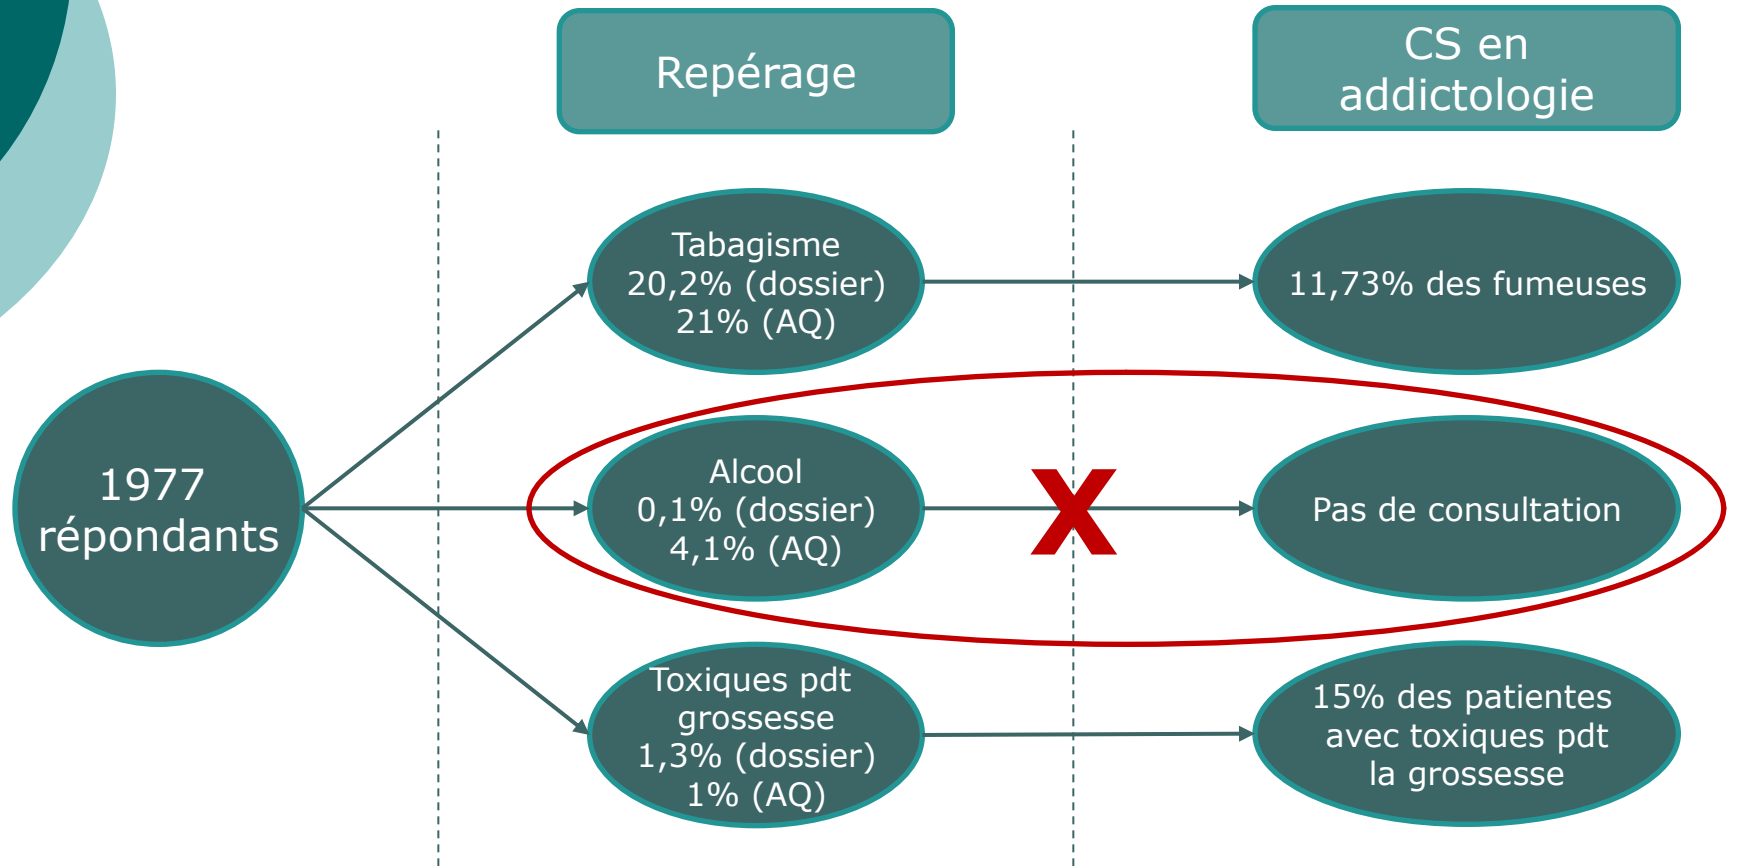 Repérage
CS en
addictologie
1977
répondants
Tabagisme
20,2% (dossier)
21% (AQ)
11,73% des fumeuses
Alcool
0,1% (dossier)
4,1% (AQ)
X
Pas de consultation
Toxiques pdt
grossesse
1,3% (dossier)
1% (AQ)
15% des patientes
avec toxiques pdt
la grossesse